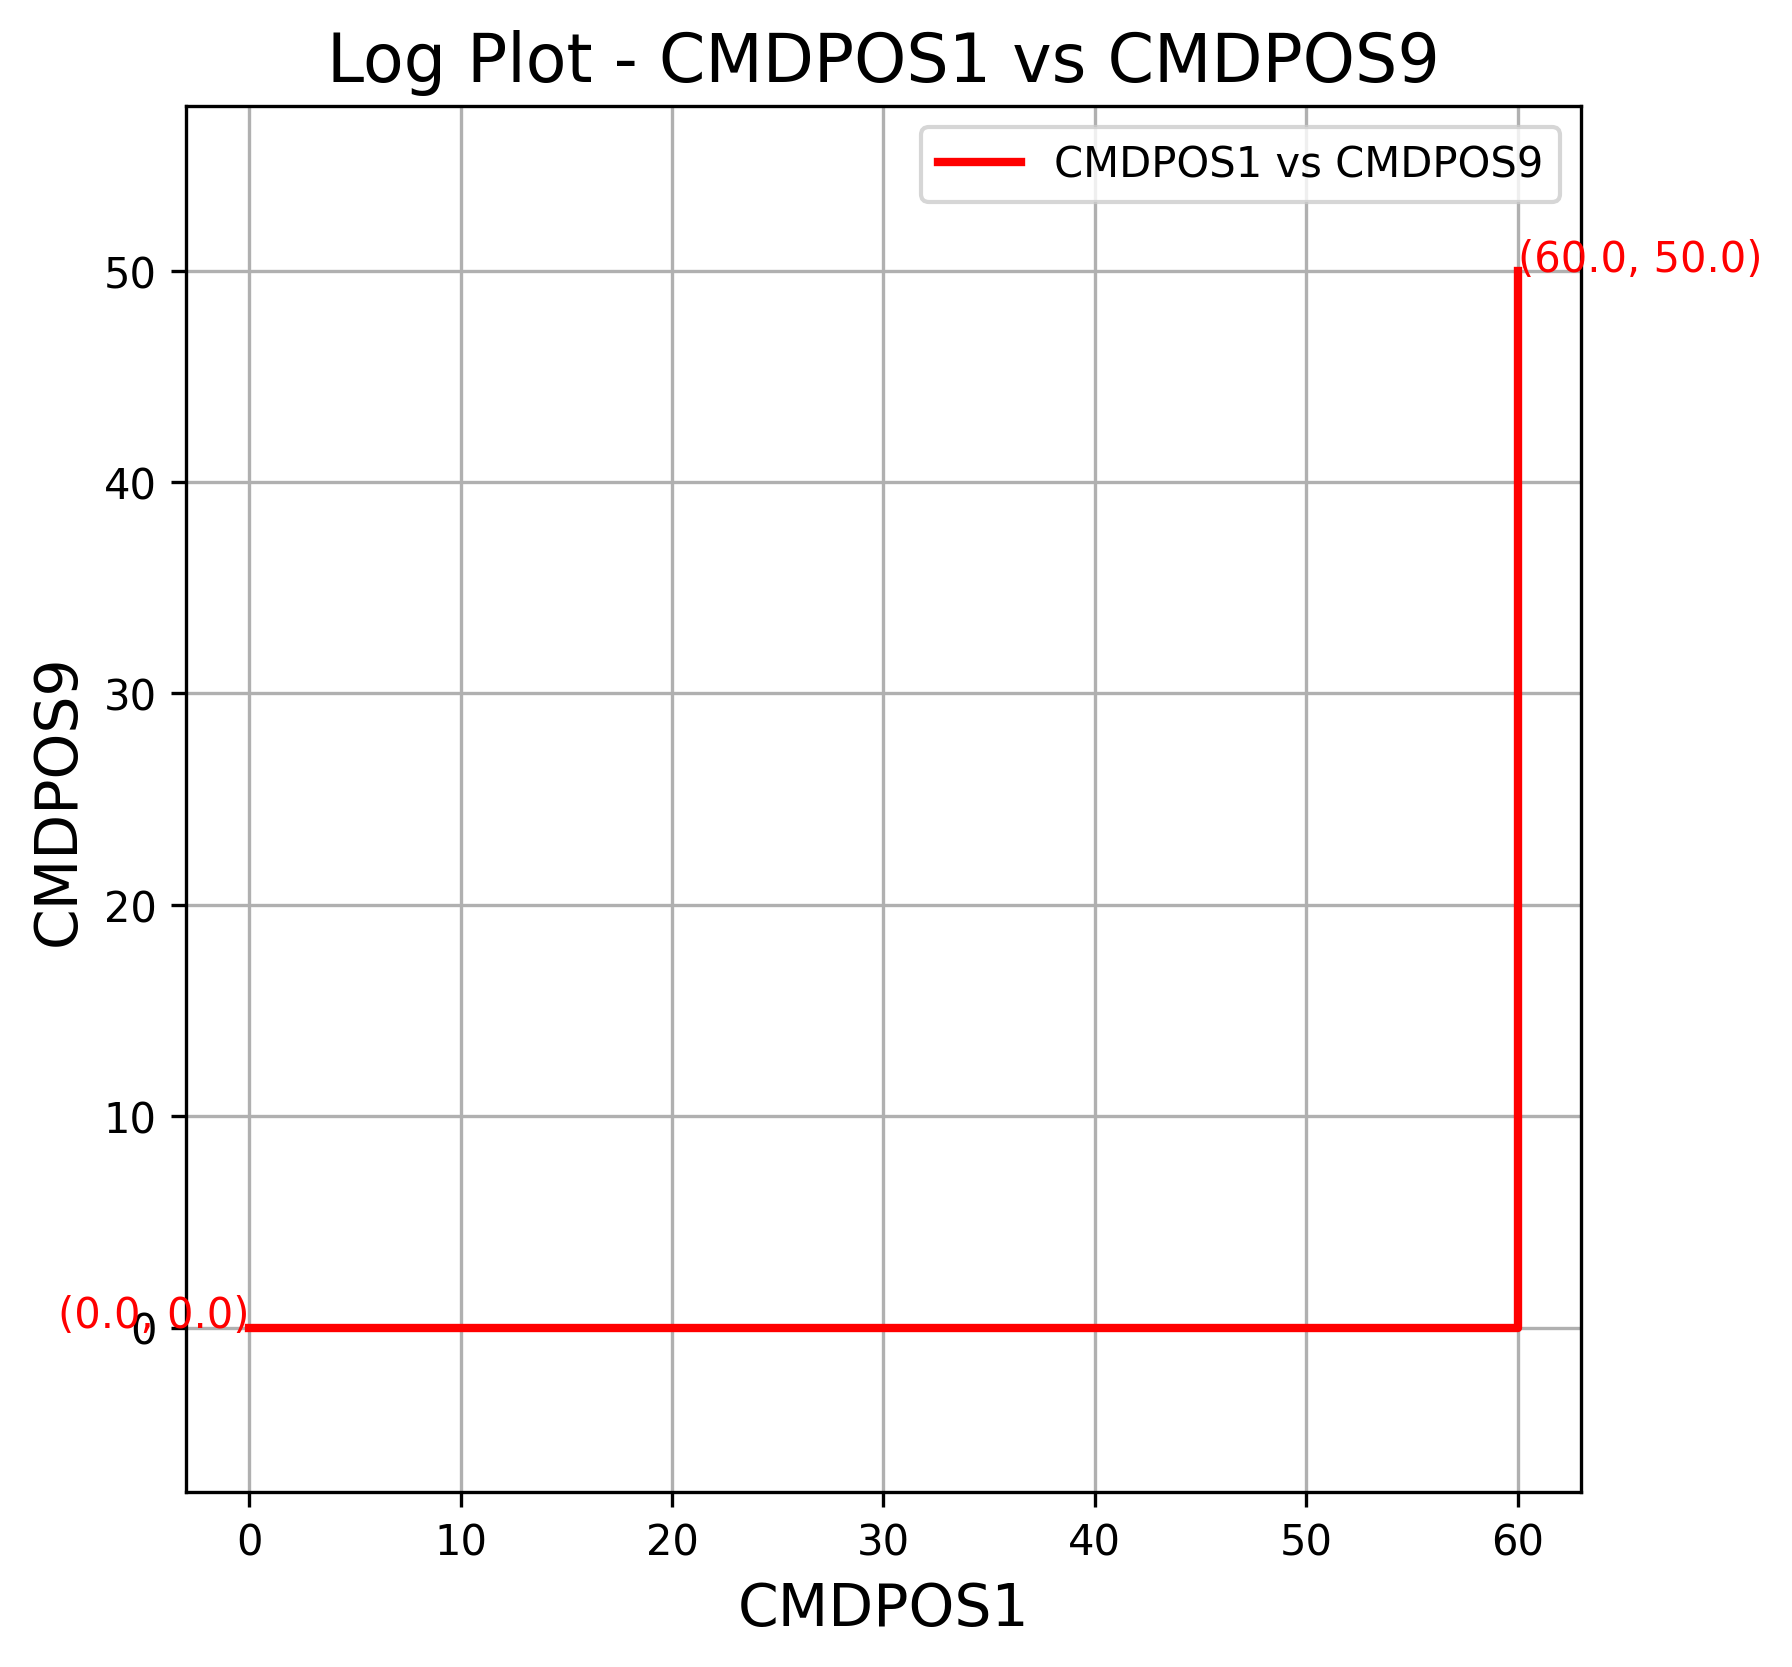 Log Plot - CMDPOS1 vs CMDPOS9
CMDPOS1 vs CMDPOS9
(60.0, 50.0)
50
40
30
20
10
0
(0.0, 0.0)
CMDPOS9
0 10 20 30 40 50 60
CMDPOS1